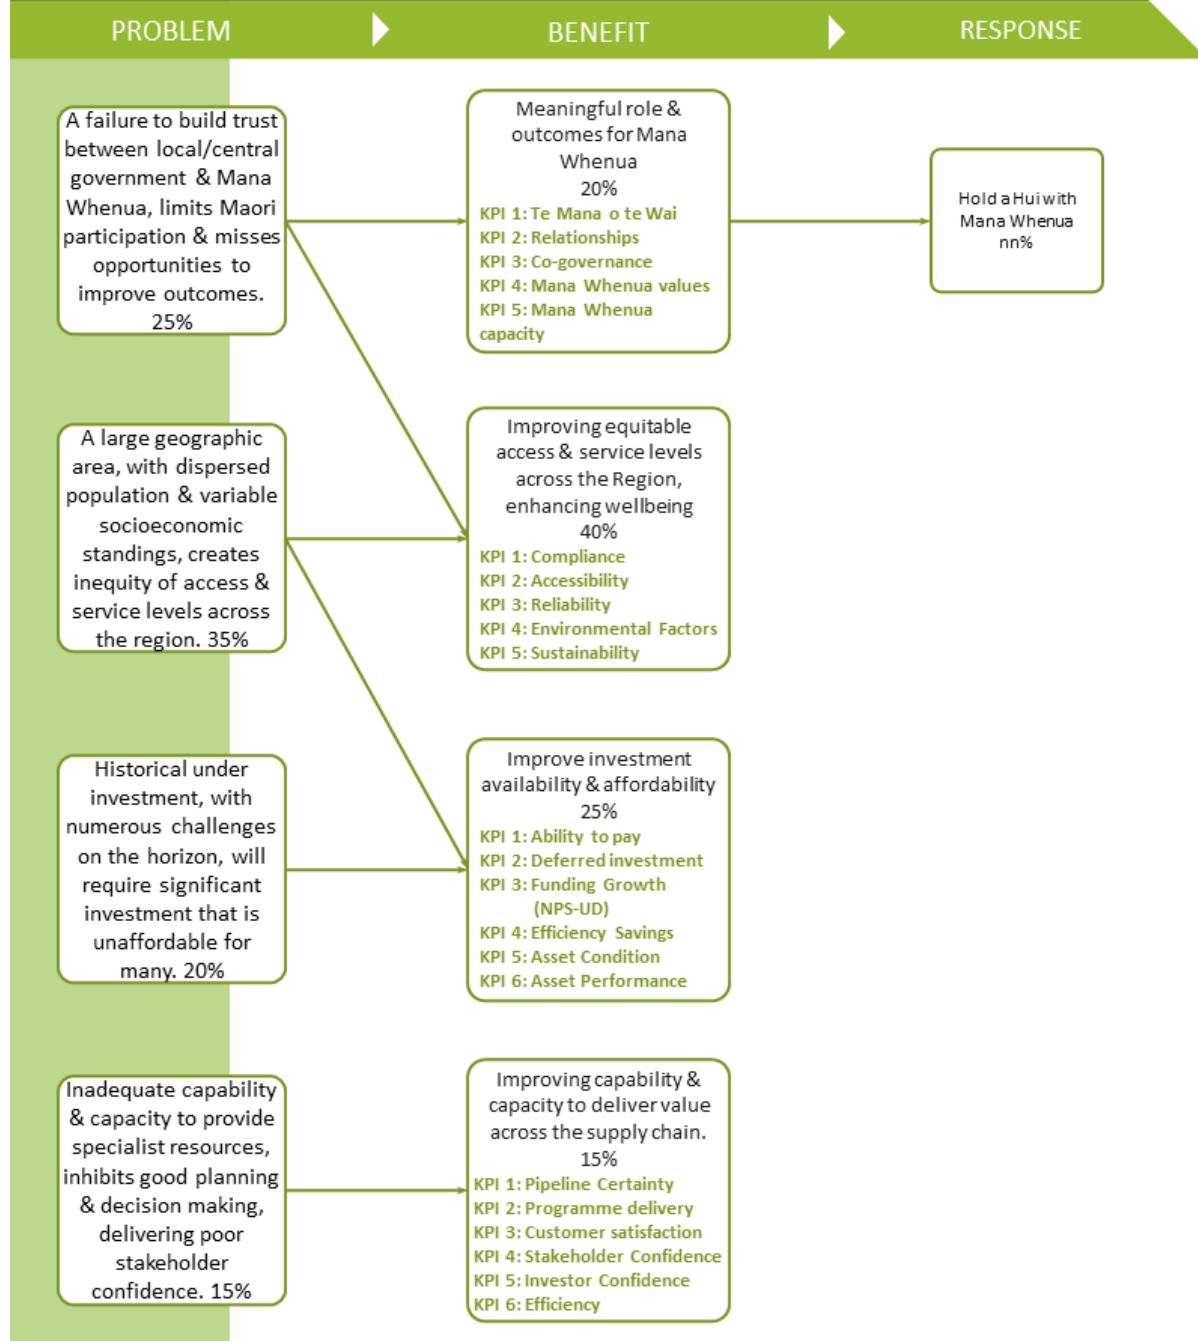 PROBLEM
BENEFIT
RESPONSE
A failure to build trust
between local/central
government & Mana
Whenua, limits Maori
participation & misses
opportunities to
improve outcomes.
25%
Meaningful role &
outcomes for Mana
Whenua
20%
KPI 1: Te Mana o te Wai
KPI 2: Relationships
KPI 3: Co-governance
KPI 4: Mana Whenua values
KPI 5: Mana Whenua
capacity
Hold a Hui with
Mana Whenua
nn%
A large geographic
area, with dispersed
population & variable
socioeconomic
standings, creates
inequity of access &
service levels across
the region. 35%
Improving equitable
access & service levels
across the Region,
enhancing wellbeing
40%
KPI 1: Compliance
KPI 2: Accessibility
KPI 3: Reliability
KPI 4: Environmental Factors
KPI 5: Sustainability
Historical under
investment, with
numerous challenges
on the horizon, will
require significant
investment that is
unaffordable for
many. 20%
Improve investment
availability & affordability
25%
KPI 1: Ability to pay
KPI 2: Deferred investment
KPI 3: Funding Growth
(NPS-UD)
KPI 4: Efficiency Savings
KPI 5: Asset Condition
KPI 6: Asset Performance
Inadequate capability
& capacity to provide
specialist resources,
inhibits good planning
& decision making,
delivering poor
stakeholder
confidence. 15%
Improving capability &
capacity to deliver value
across the supply chain.
15%
KPI 1: Pipeline Certainty
KPI 2: Programme delivery
KPI 3: Customer satisfaction
KPI 4: Stakeholder Confidence
KPI 5: Investor Confidence
KPI 6: Efficiency